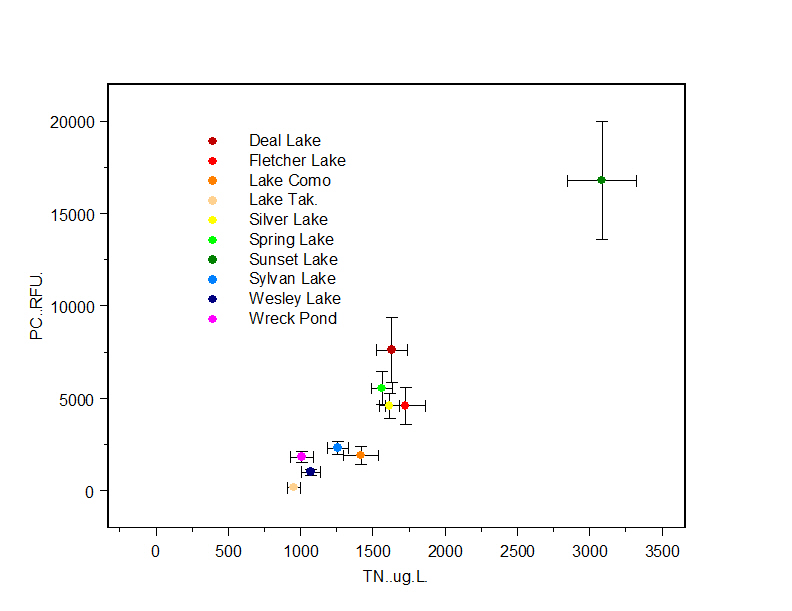 20000
15000
10000
5000
0
PC..RFU.
Deal Lake
Fletcher Lake
Lake Como
Lake Tak.
Silver Lake
Spring Lake
Sunset Lake
Sylvan Lake
Wesley Lake
Wreck Pond
0 500 1000 1500 2000 2500 3000 3500
TN..ug.L.